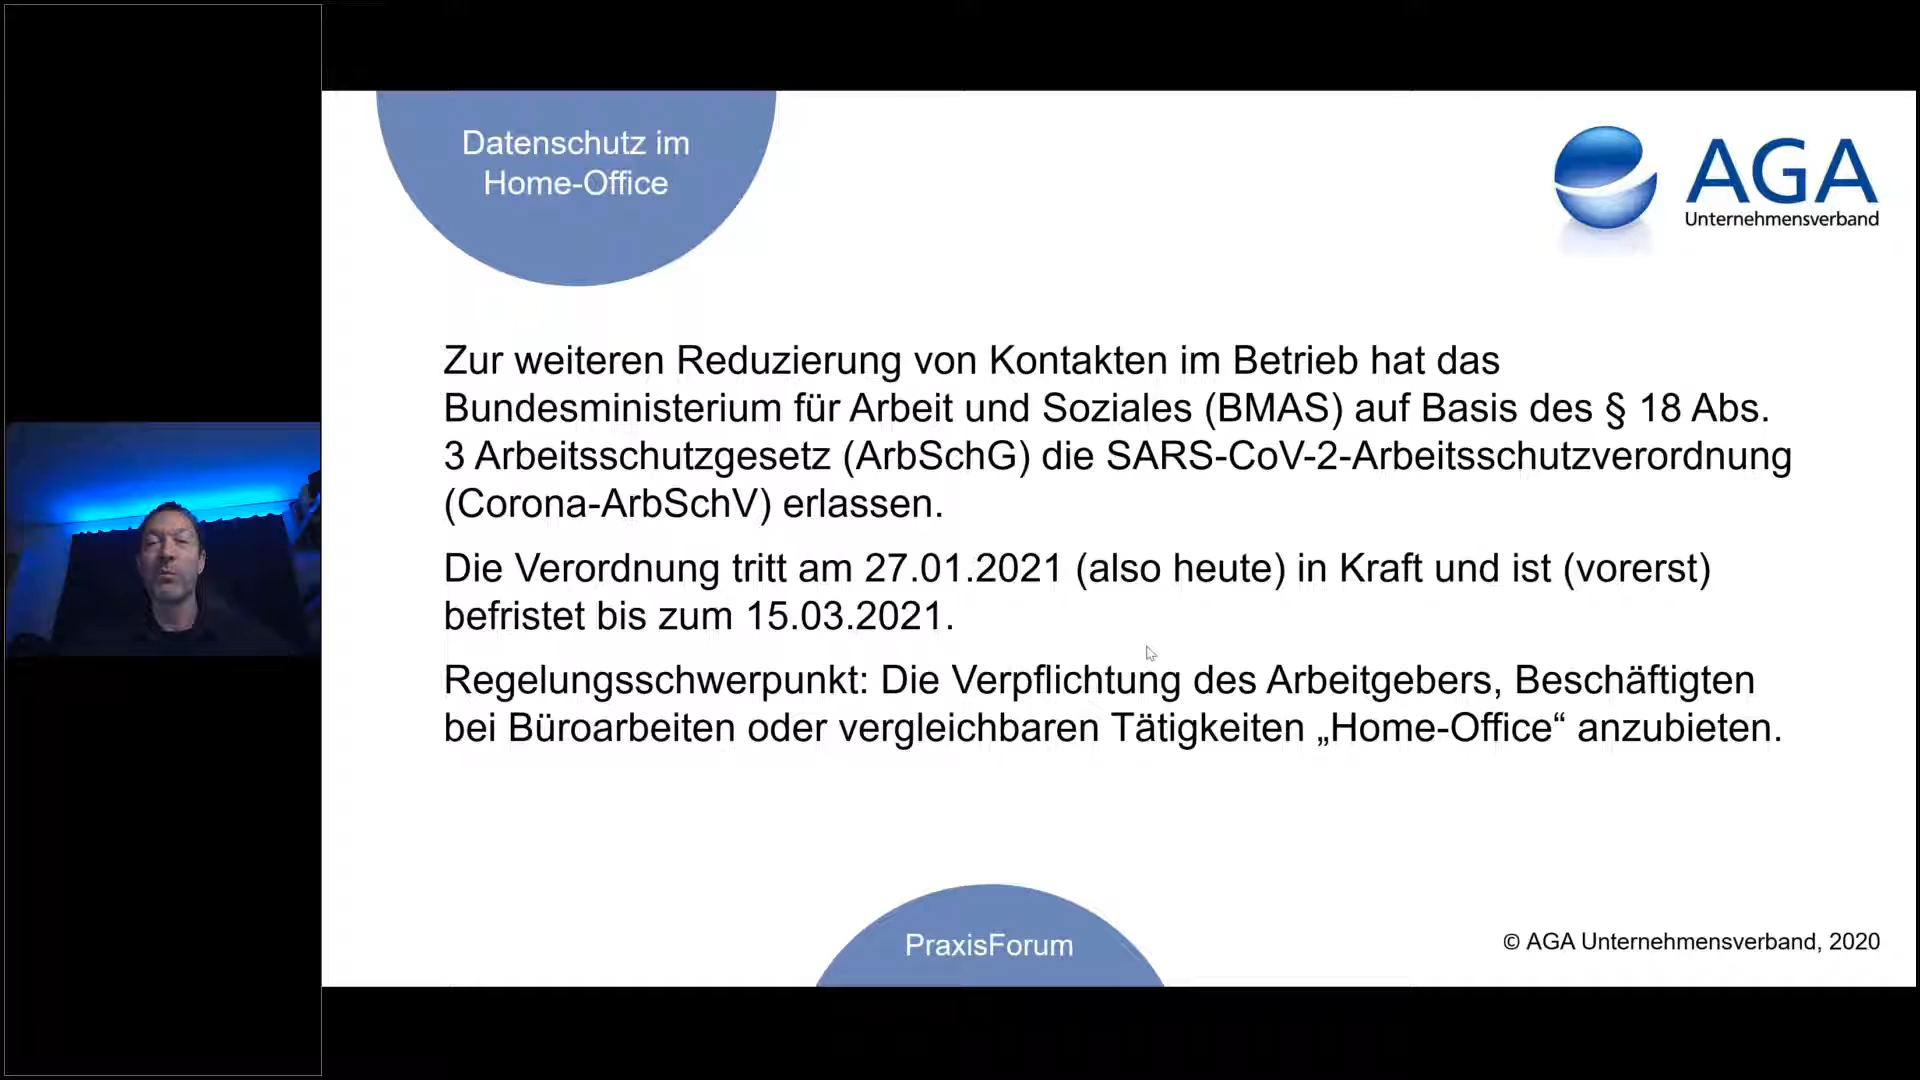 Datenschutz im
Home-Office
AGA
Unternehmensverband
Zur weiteren Reduzierung von Kontakten im Betrieb hat das
Bundesministerium für Arbeit und Soziales (BMAS) auf Basis des § 18 Abs.
3 Arbeitsschutzgesetz (ArbSchG) die SARS-CoV-2-Arbeitsschutzverordnung
(Corona-ArbSchV) erlassen.
Die Verordnung tritt am 27.01.2021 (also heute) in Kraft und ist (vorerst)
befristet bis zum 15.03.2021.
Regelungsschwerpunkt: Die Verpflichtung des Arbeitgebers, Beschäftigten
bei Büroarbeiten oder vergleichbaren Tätigkeiten „Home-Office“ anzubieten.
PraxisForum
© AGA Unternehmensverband, 2020